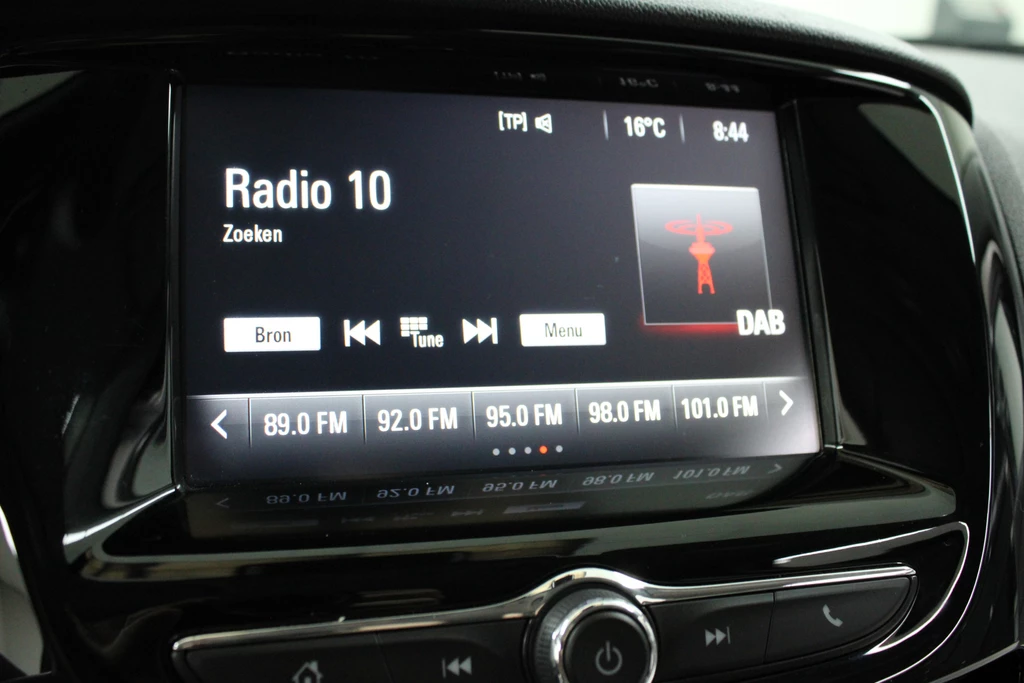 [TP] 16°C 8:44
Radio 10
Zoeken
DAB
Bron Tune Menu
89.0 FM 92.0 FM 95.0 FM 98.0 FM 101.0 FM